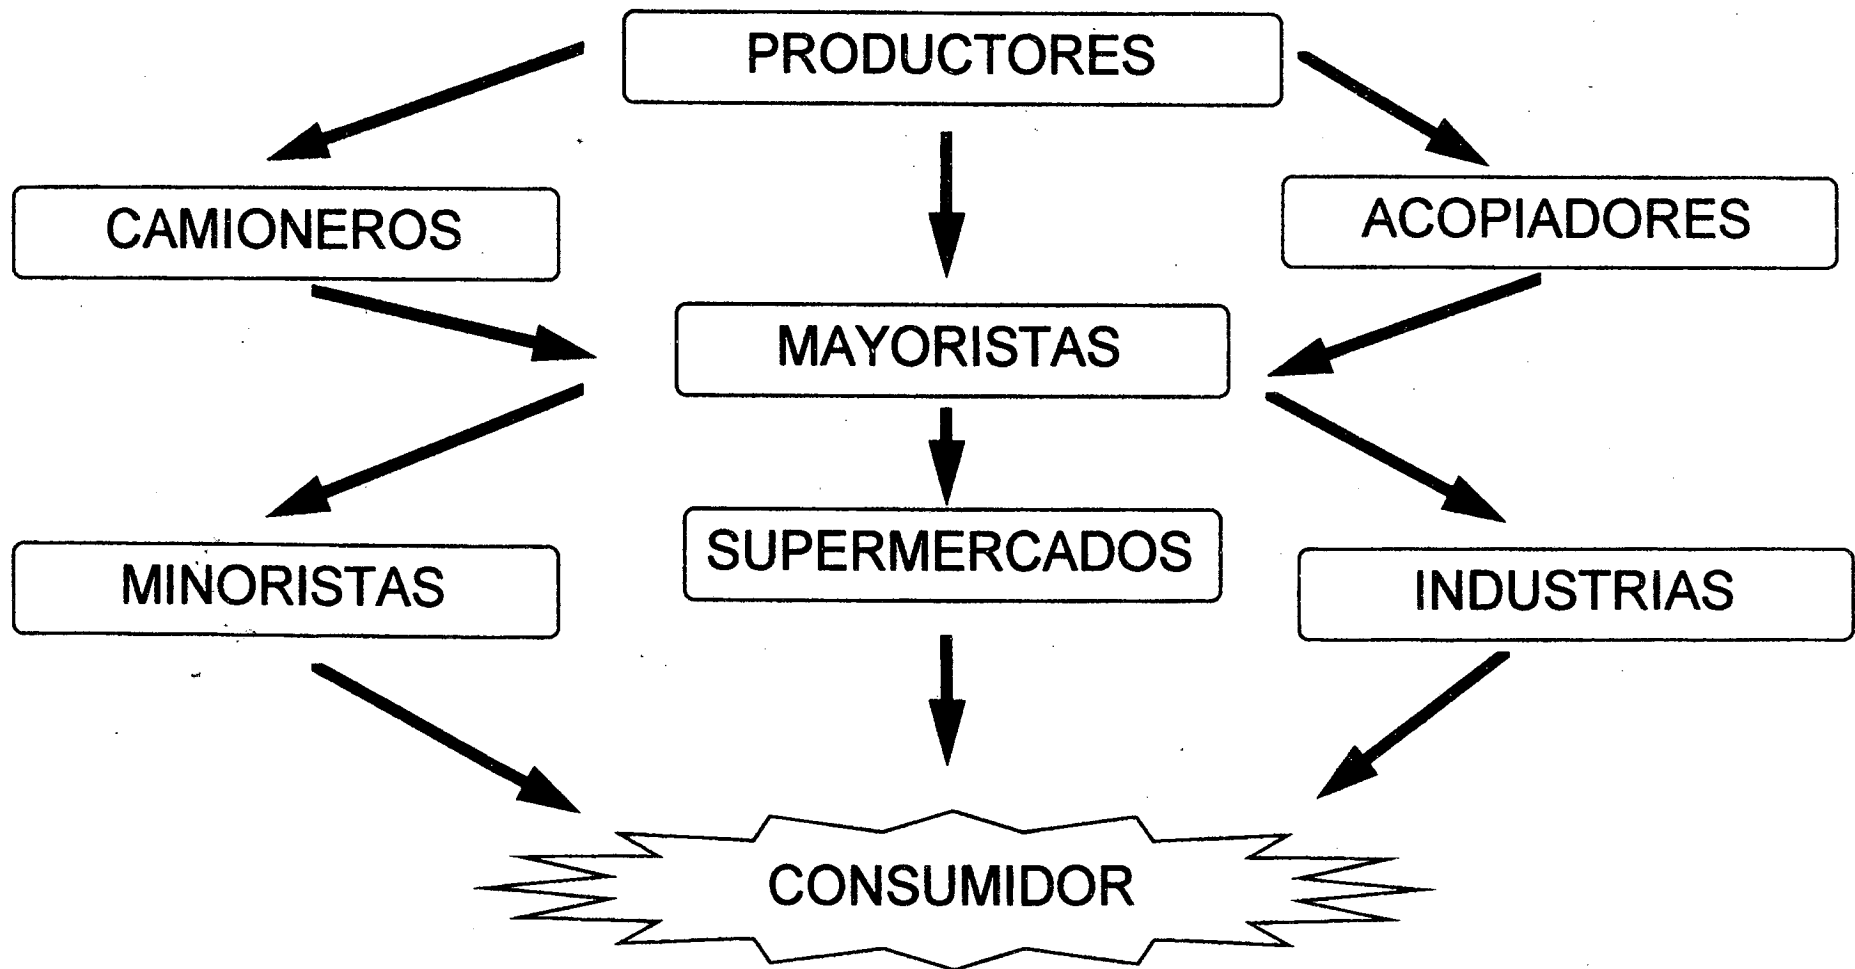 PRODUCTORES
CAMIONEROS
ACOPIADORES
MAYORISTAS
MINORISTAS
SUPERMERCADOS
INDUSTRIAS
CONSUMIDOR